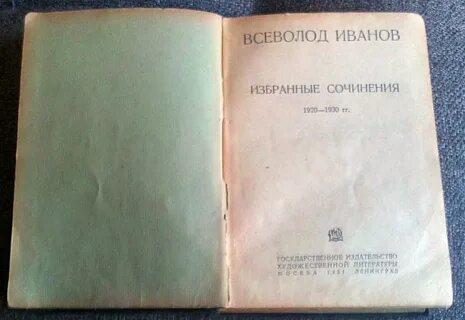 ВСЕВОЛОД ИВАНОВ
ИЗБРАННЫЕ СОЧИНЕНИЯ
1920—1930 гг.
ГОСУДАРСТВЕННОЕ ИЗДАТЕЛЬСТВО
ХУДОЖЕСТВЕННОЙ ЛИТЕРАТУРЫ
МОСКВА 1931 ЛЕНИНГРАД